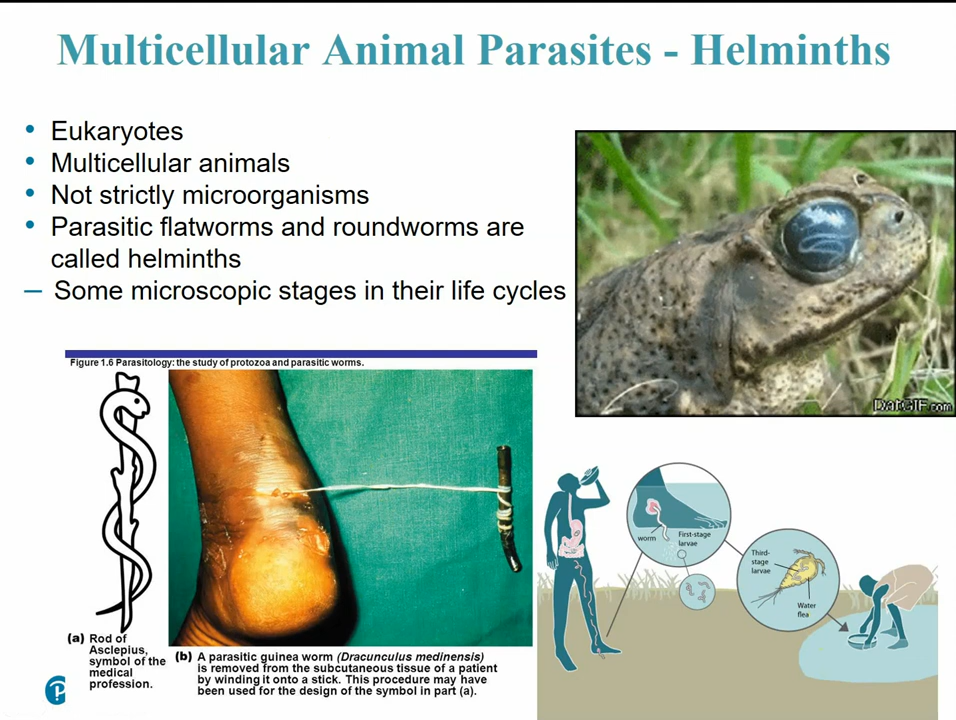 Multicellular Animal Parasites - Helminths
• Eukaryotes
• Multicellular animals
• Not strictly microorganisms
• Parasitic flatworms and roundworms are
called helminths
– Some microscopic stages in their life cycles
DatGIF.com
Figure 1.6 Parasitology: the study of protozoa and parasitic worms.
(a) Rod of
Asclepius,
symbol of the
medical
profession.
(b) A parasitic guinea worm (Dracunculus medinensis)
is removed from the subcutaneous tissue of a patient
by winding it onto a stick. This procedure may have
been used for the design of the symbol in part (a).
worm
First-stage
larvae
Third-
stage
larvae
Water
flea
P